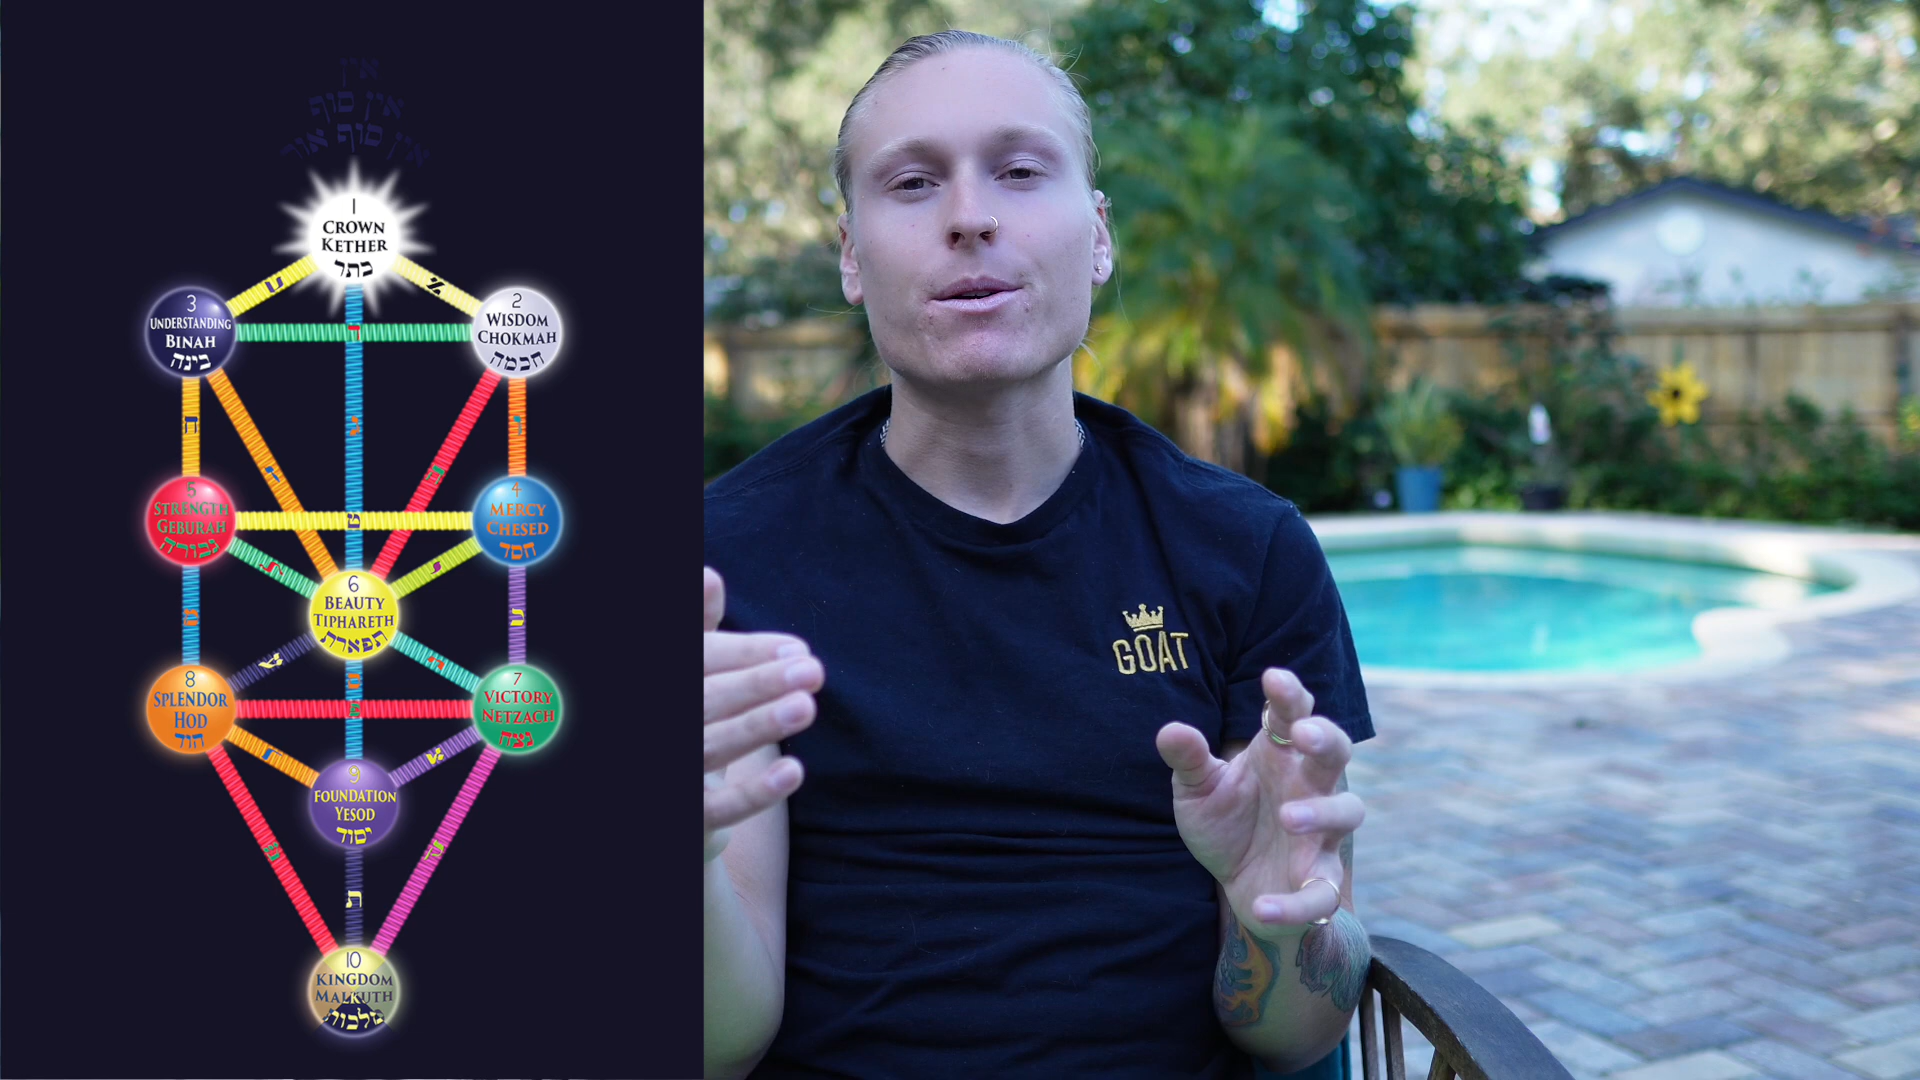 אין
אין סוף
אין סוף אור
1
CROWN
KETHER
כתר
א
3
UNDERSTANDING
BINAH
בינה
ד
2
WISDOM
CHOKMAH
חכמה
ח
5
STRENGTH
GEBURAH
גבורה
ט
4
MERCY
CHESED
חסד
6
BEAUTY
TIPHARETH
תפארת
8
SPLENDOR
HOD
הוד
7
VICTORY
NETZACH
נצח
9
FOUNDATION
YESOD
יסוד
ת
10
KINGDOM
MALKUTH
מלכות
GOAT